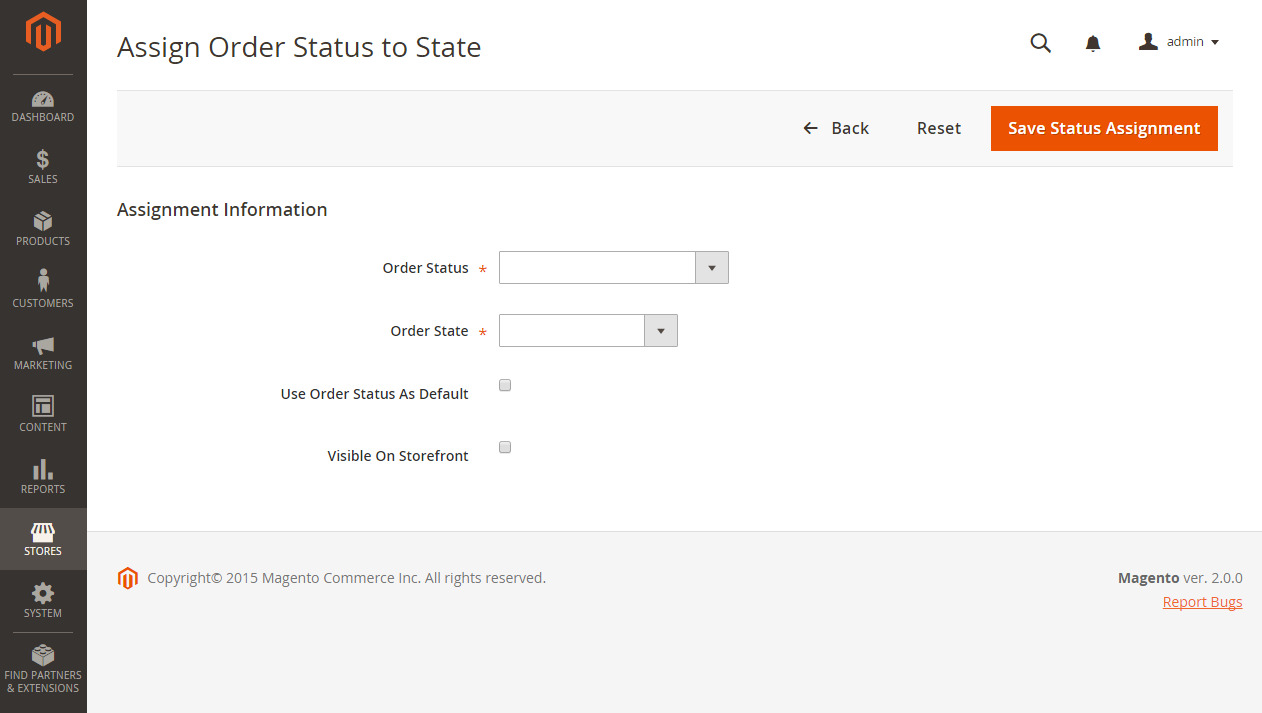 Assign Order Status to State
admin
Back
Reset
Save Status Assignment
DASHBOARD
$
SALES
PRODUCTS
CUSTOMERS
MARKETING
CONTENT
REPORTS
STORES
SYSTEM
FIND PARTNERS
& EXTENSIONS
Assignment Information
Order Status *
Order State *
Use Order Status As Default
Visible On Storefront
Copyright© 2015 Magento Commerce Inc. All rights reserved.
Magento ver. 2.0.0
Report Bugs